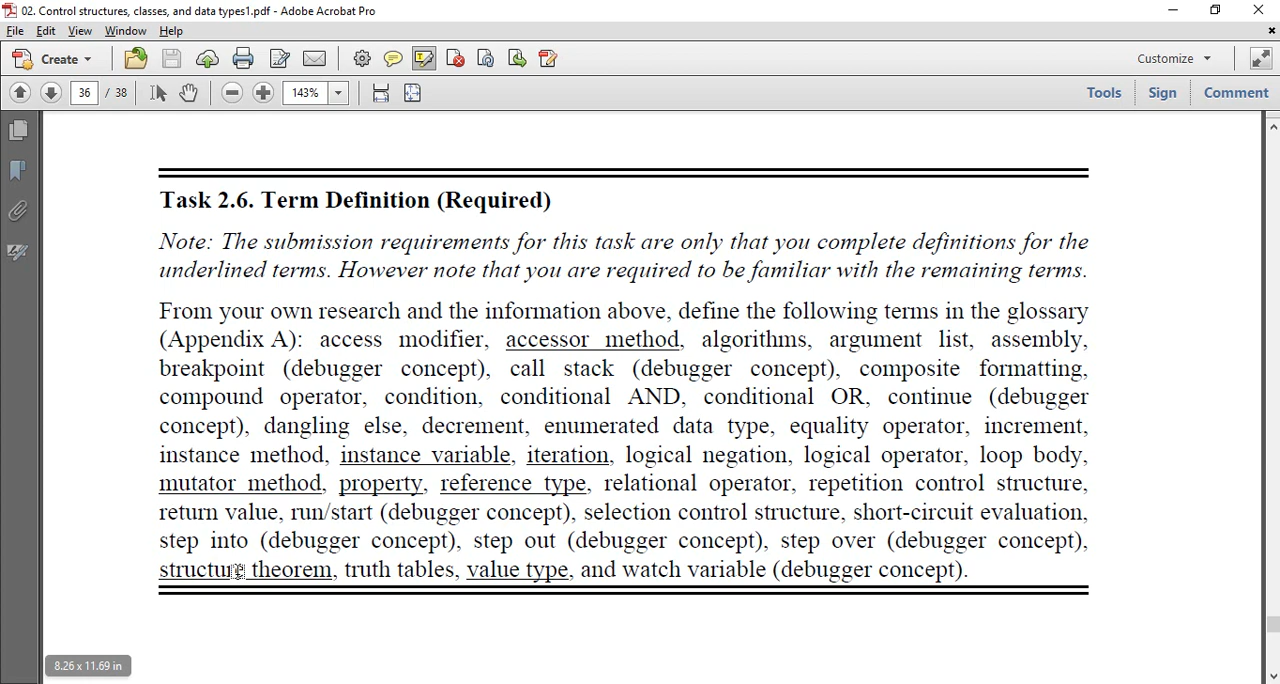 02. Control structures, classes, and data types1.pdf - Adobe Acrobat Pro
File Edit View Window Help
Create Customize
36 / 38 143% Tools Sign Comment
Task 2.6. Term Definition (Required)
Note: The submission requirements for this task are only that you complete definitions for the
underlined terms. However note that you are required to be familiar with the remaining terms.
From your own research and the information above, define the following terms in the glossary
(Appendix A): access modifier, accessor method, algorithms, argument list, assembly,
breakpoint (debugger concept), call stack (debugger concept), composite formatting,
compound operator, condition, conditional AND, conditional OR, continue (debugger
concept), dangling else, decrement, enumerated data type, equality operator, increment,
instance method, instance variable, iteration, logical negation, logical operator, loop body,
mutator method, property, reference type, relational operator, repetition control structure,
return value, run/start (debugger concept), selection control structure, short-circuit evaluation,
step into (debugger concept), step out (debugger concept), step over (debugger concept),
structure theorem, truth tables, value type, and watch variable (debugger concept).
8.26 x 11.69 in